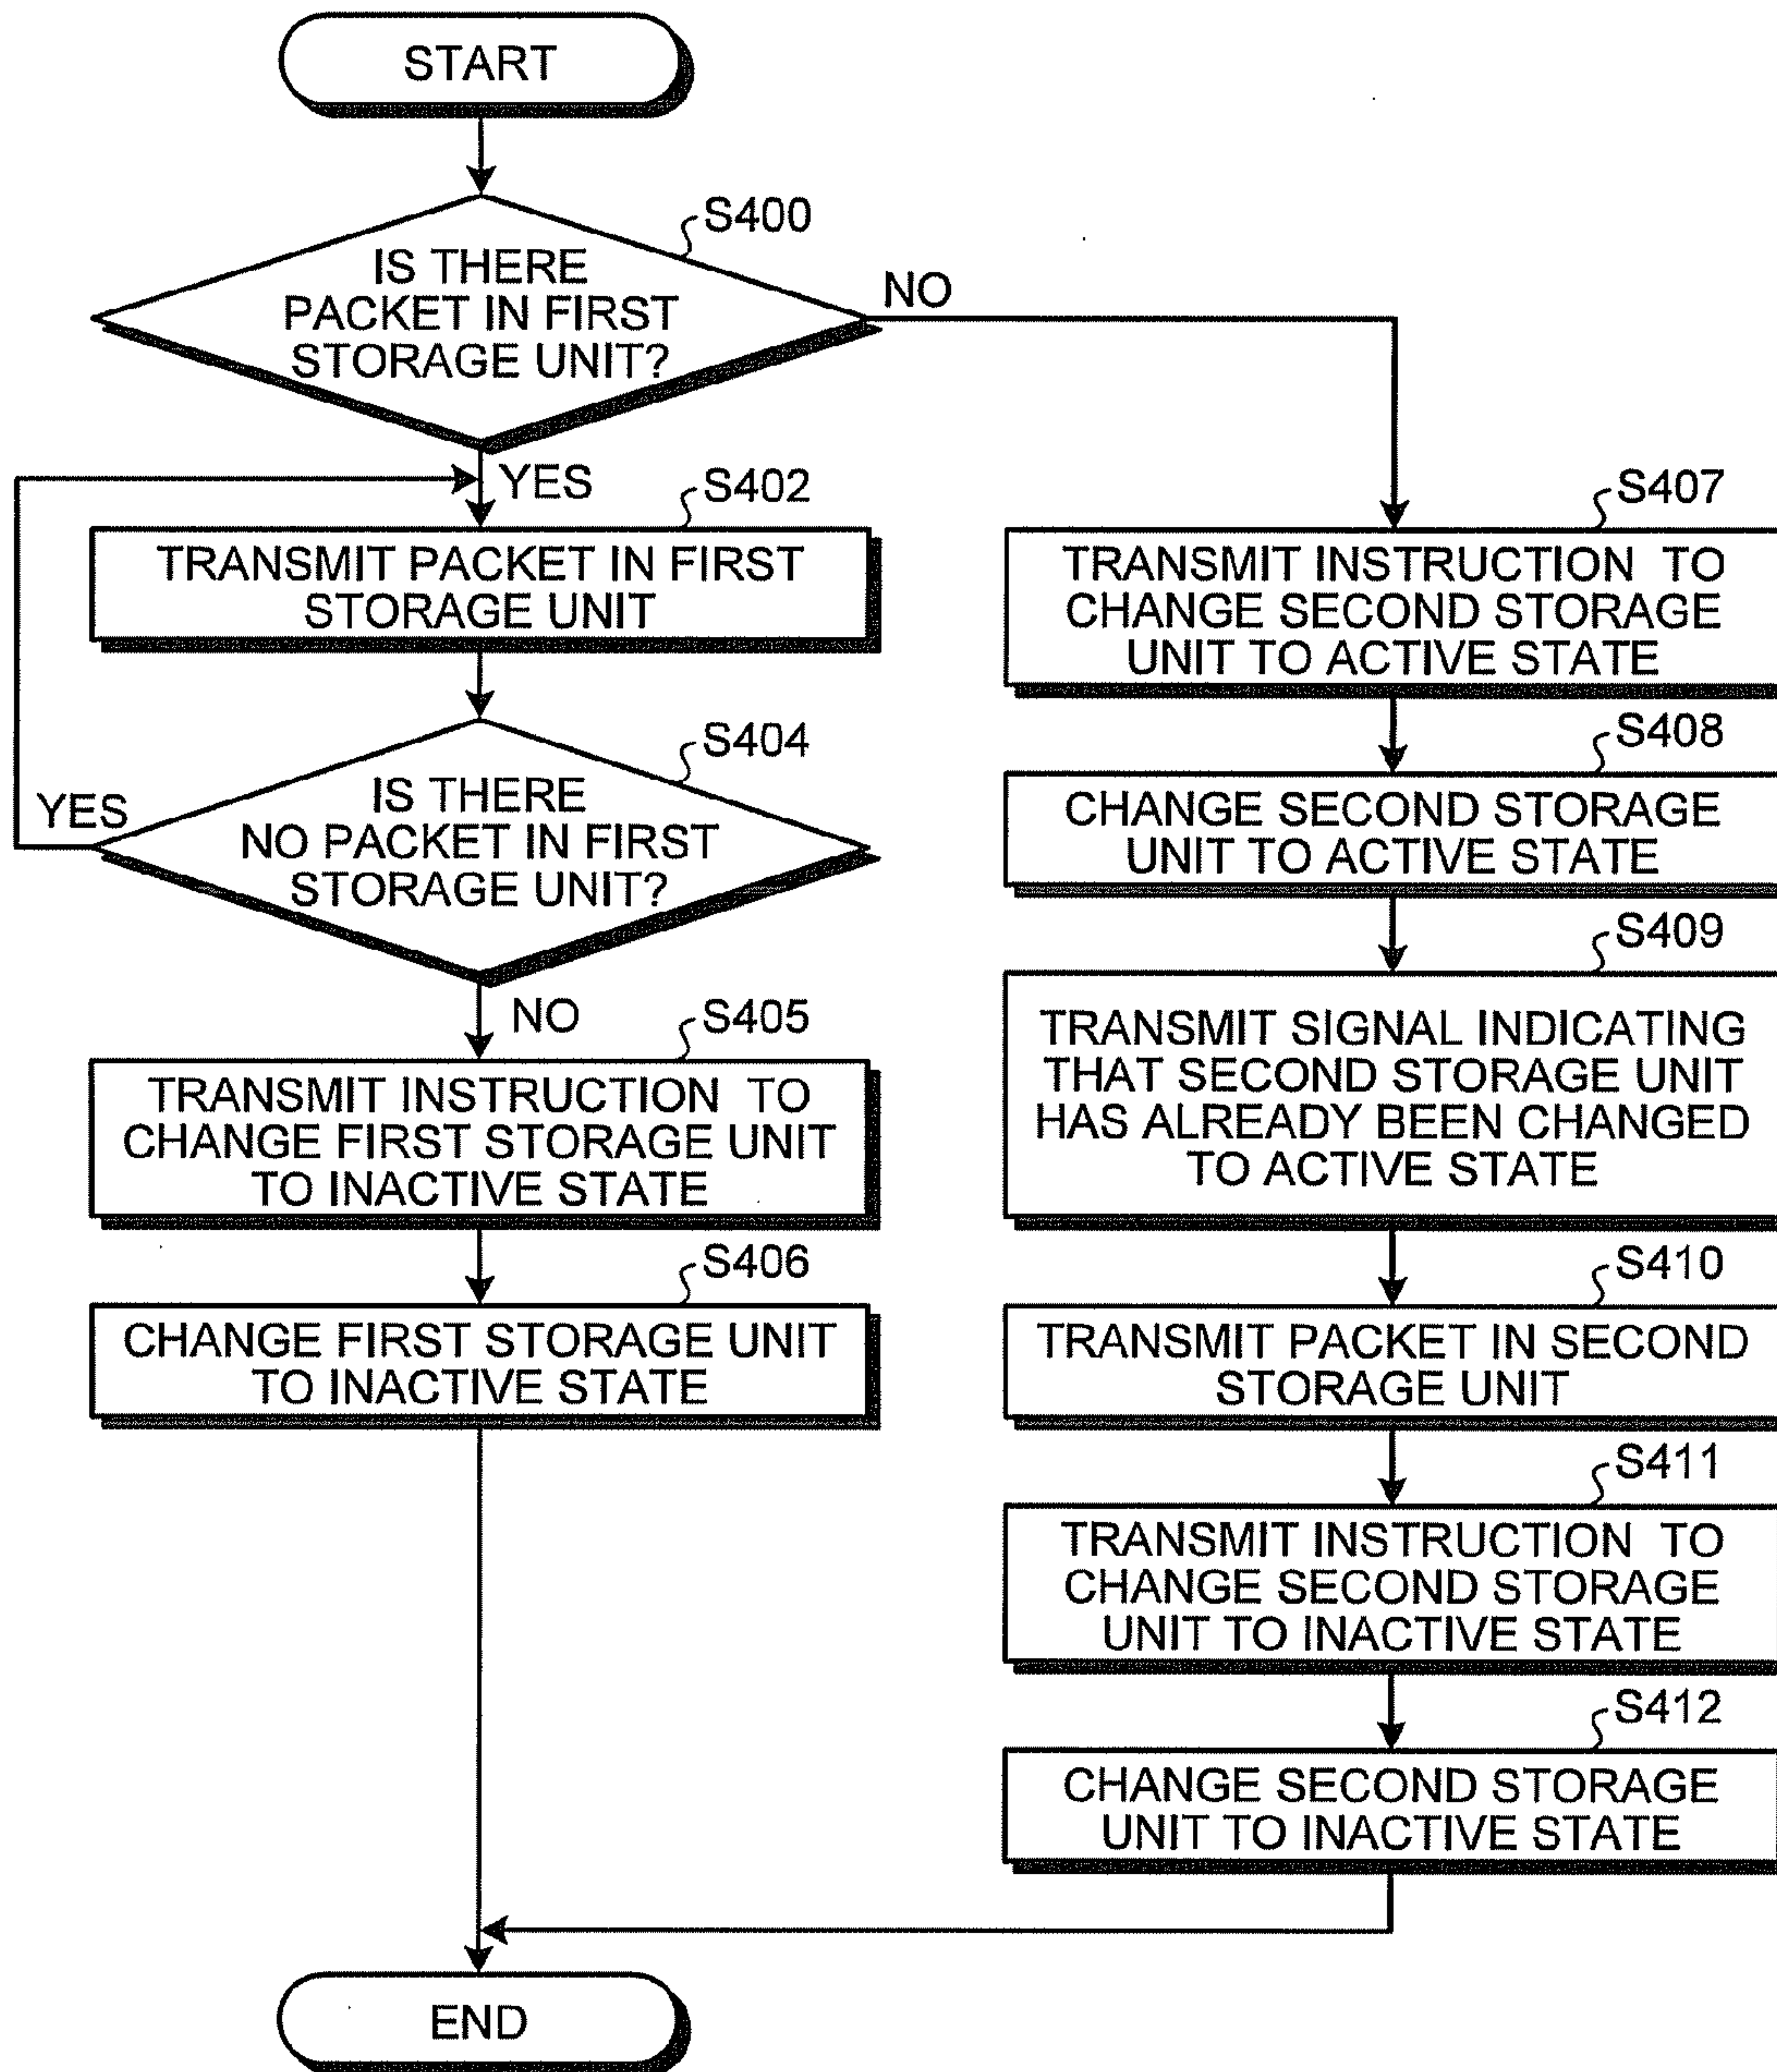 START
S400
IS THERE
PACKET IN FIRST
STORAGE UNIT?
NO
YES
S402
TRANSMIT PACKET IN FIRST
STORAGE UNIT
S404
IS THERE
NO PACKET IN FIRST
STORAGE UNIT?
YES
NO
S405
TRANSMIT INSTRUCTION TO
CHANGE FIRST STORAGE UNIT
TO INACTIVE STATE
S406
CHANGE FIRST STORAGE UNIT
TO INACTIVE STATE
S407
TRANSMIT INSTRUCTION TO
CHANGE SECOND STORAGE
UNIT TO ACTIVE STATE
S408
CHANGE SECOND STORAGE
UNIT TO ACTIVE STATE
S409
TRANSMIT SIGNAL INDICATING
THAT SECOND STORAGE UNIT
HAS ALREADY BEEN CHANGED
TO ACTIVE STATE
S410
TRANSMIT PACKET IN SECOND
STORAGE UNIT
S411
TRANSMIT INSTRUCTION TO
CHANGE SECOND STORAGE
UNIT TO INACTIVE STATE
S412
CHANGE SECOND STORAGE
UNIT TO INACTIVE STATE
END